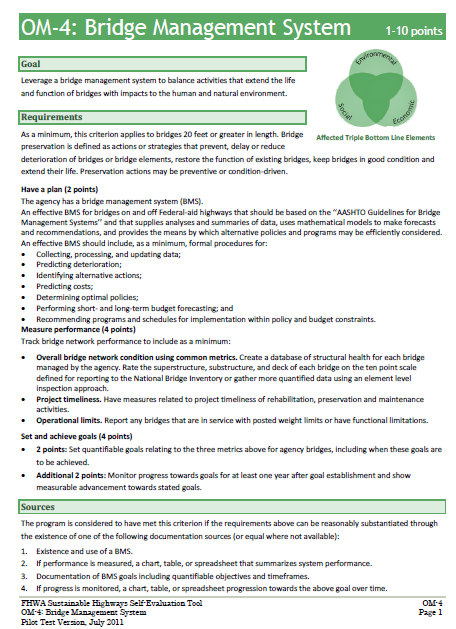 OM-4: Bridge Management System 1-10 points
Goal
Leverage a bridge management system to balance activities that extend the life
and function of bridges with impacts to the human and natural environment.
Environmental
Social
Economic
Affected Triple Bottom Line Elements
Requirements
As a minimum, this criterion applies to bridges 20 feet or greater in length. Bridge
preservation is defined as actions or strategies that prevent, delay or reduce
deterioration of bridges or bridge elements, restore the function of existing bridges, keep bridges in good condition and
extend their life. Preservation actions may be preventive or condition-driven.
Have a plan (2 points)
The agency has a bridge management system (BMS).
An effective BMS for bridges on and off Federal-aid highways that should be based on the "AASHTO Guidelines for Bridge
Management Systems" and that supplies analyses and summaries of data, uses mathematical models to make forecasts
and recommendations, and provides the means by which alternative policies and programs may be efficiently considered.
An effective BMS should include, as a minimum, formal procedures for:
• Collecting, processing, and updating data;
• Predicting deterioration;
• Identifying alternative actions;
• Predicting costs;
• Determining optimal policies;
• Performing short- and long-term budget forecasting; and
• Recommending programs and schedules for implementation within policy and budget constraints.
Measure performance (4 points)
Track bridge network performance to include as a minimum:
• Overall bridge network condition using common metrics. Create a database of structural health for each bridge
managed by the agency. Rate the superstructure, substructure, and deck of each bridge on the ten point scale
defined for reporting to the National Bridge Inventory or gather more quantified data using an element level
inspection approach.
• Project timeliness. Have measures related to project timeliness of rehabilitation, preservation and maintenance
activities.
• Operational limits. Report any bridges that are in service with posted weight limits or have functional limitations.
Set and achieve goals (4 points)
• 2 points: Set quantifiable goals relating to the three metrics above for agency bridges, including when these goals are
to be achieved.
• Additional 2 points: Monitor progress towards goals for at least one year after goal establishment and show
measurable advancement towards stated goals.
Sources
The program is considered to have met this criterion if the requirements above can be reasonably substantiated through
the existence of one of the following documentation sources (or equal where not available):
1. Existence and use of a BMS.
2. If performance is measured, a chart, table, or spreadsheet that summarizes system performance.
3. Documentation of BMS goals including quantifiable objectives and timeframes.
4. If progress is monitored, a chart, table, or spreadsheet progression towards the above goal over time.
FHWA Sustainable Highways Self-Evaluation Tool OM-4
OM-4: Bridge Management System Page 1
Pilot Test Version, July 2011